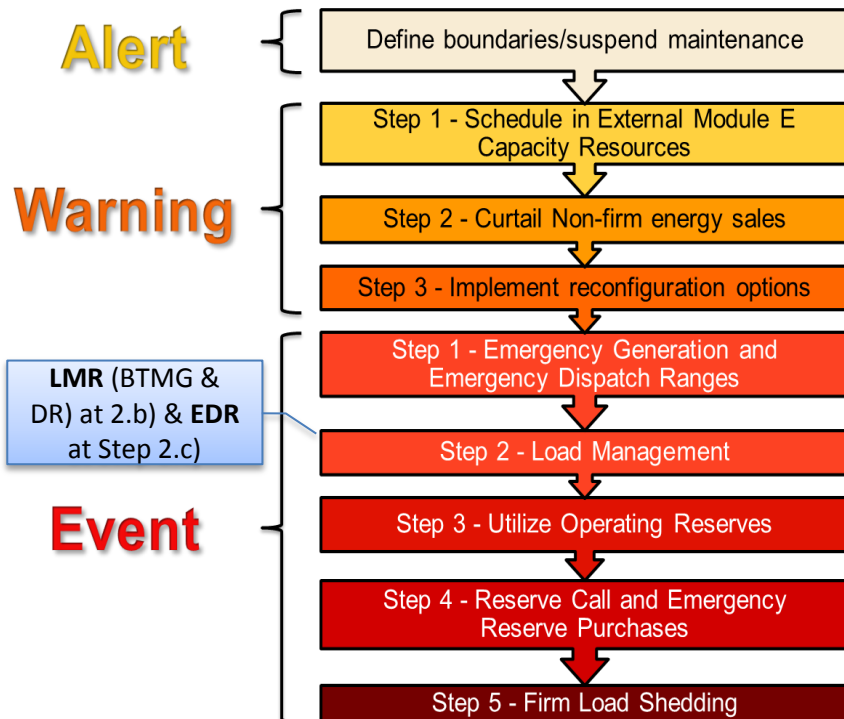 Alert
Define boundaries/suspend maintenance
Warning
Step 1 - Schedule in External Module E
Capacity Resources
Step 2 - Curtail Non-firm energy sales
Step 3 - Implement reconfiguration options
Event
Step 1 - Emergency Generation and
Emergency Dispatch Ranges
LMR (BTMG &
DR) at 2.b) & EDR
at Step 2.c)
Step 2 - Load Management
Step 3 - Utilize Operating Reserves
Step 4 - Reserve Call and Emergency
Reserve Purchases
Step 5 - Firm Load Shedding